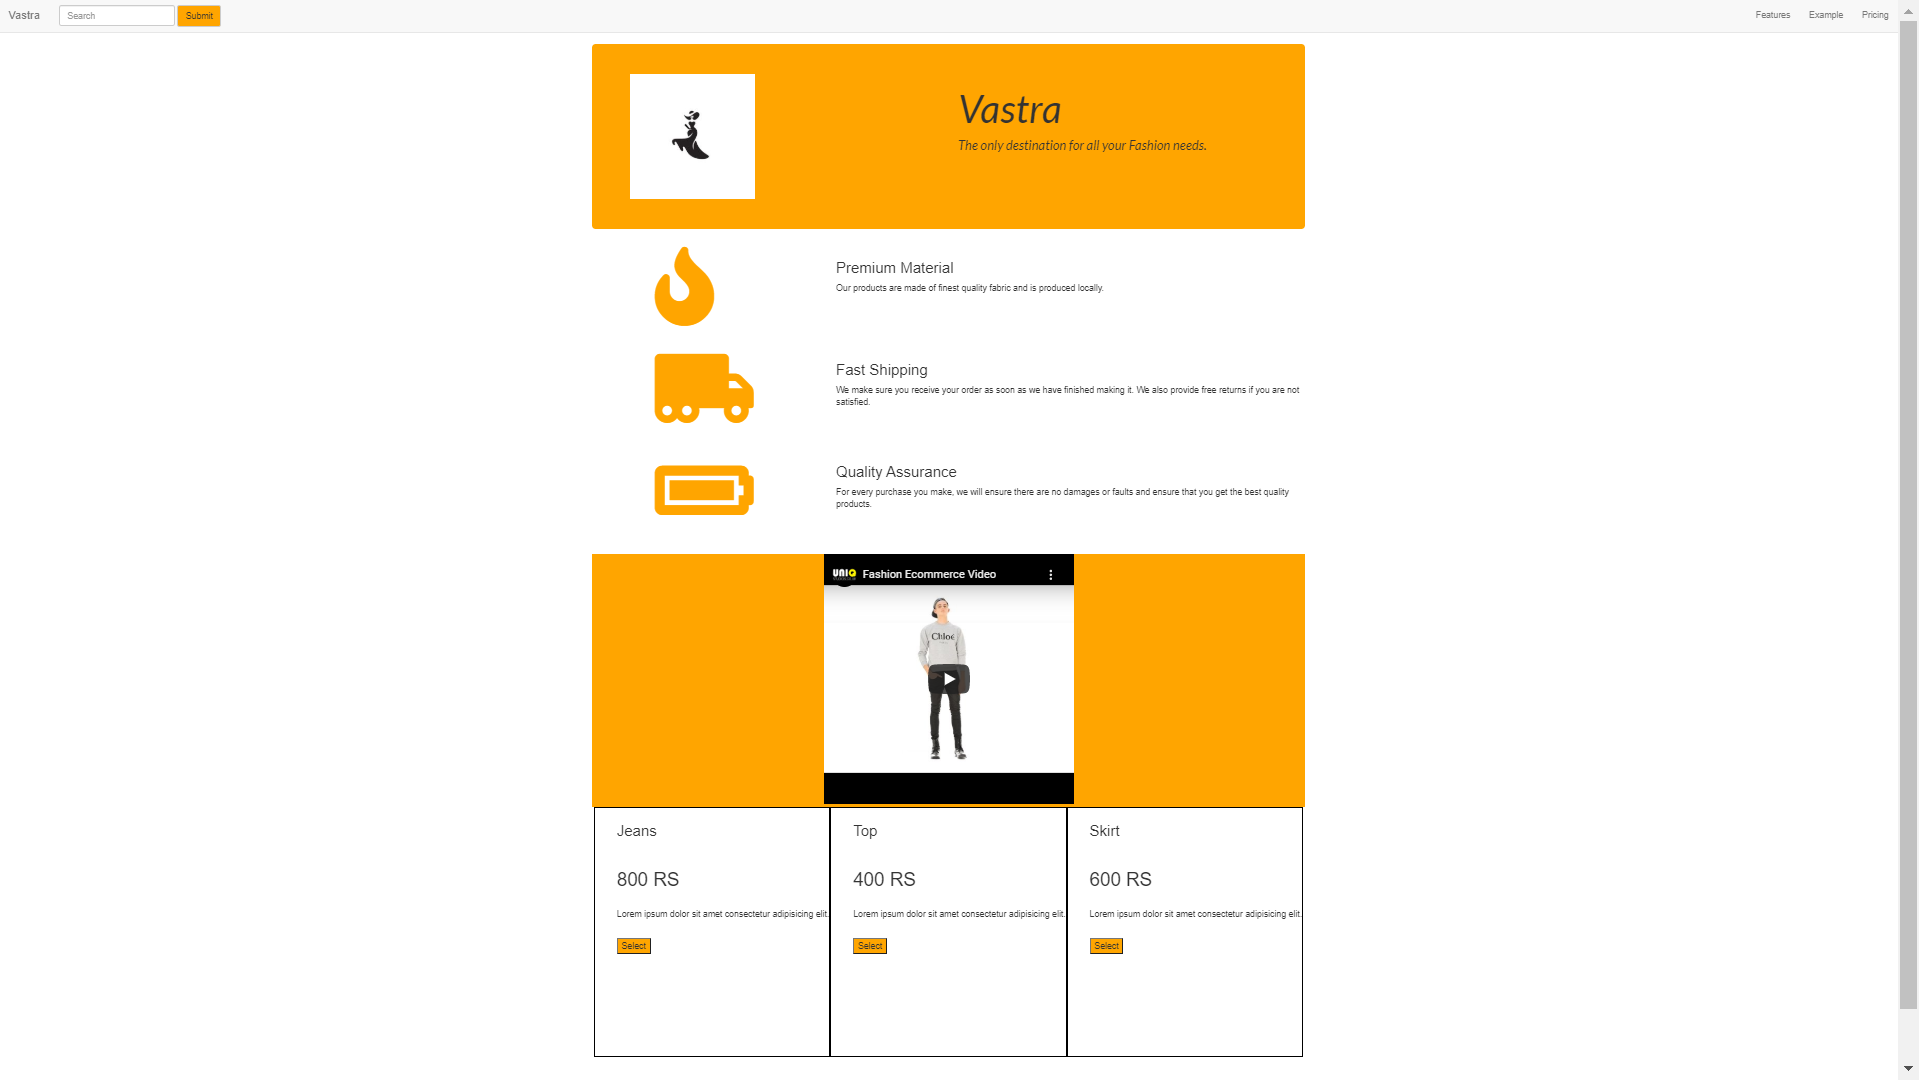 Vastra
Search
Submit
Features
Example
Pricing
Vastra
The only destination for all your Fashion needs.
Premium Material
Our products are made of finest quality fabric and is produced locally.
Fast Shipping
We make sure you receive your order as soon as we have finished making it. We also provide free returns if you are not
satisfied.
Quality Assurance
For every purchase you make, we will ensure there are no damages or faults and ensure that you get the best quality
products.
UNIQ
Fashion Ecommerce Video
Chloé
Jeans
800 RS
Lorem ipsum dolor sit amet consectetur adipisicing elit.
Select
Top
400 RS
Lorem ipsum dolor sit amet consectetur adipisicing elit.
Select
Skirt
600 RS
Lorem ipsum dolor sit amet consectetur adipisicing elit.
Select